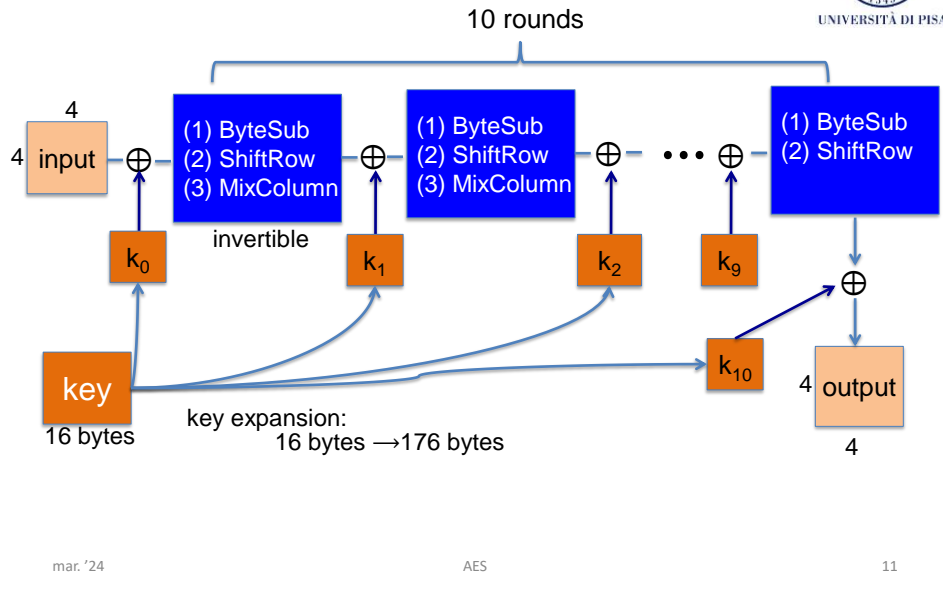 10 rounds
UNIVERSITÀ DI PISA
4
4
input
⊕
(1) ByteSub
(2) ShiftRow
(3) MixColumn
invertible
⊕
(1) ByteSub
(2) ShiftRow
(3) MixColumn
⊕
••• ⊕
(1) ByteSub
(2) ShiftRow
k₀
k₁
k₂
k₉
⊕
key
16 bytes
key expansion:
16 bytes →176 bytes
k₁₀
4
output
4
mar. '24
AES
11